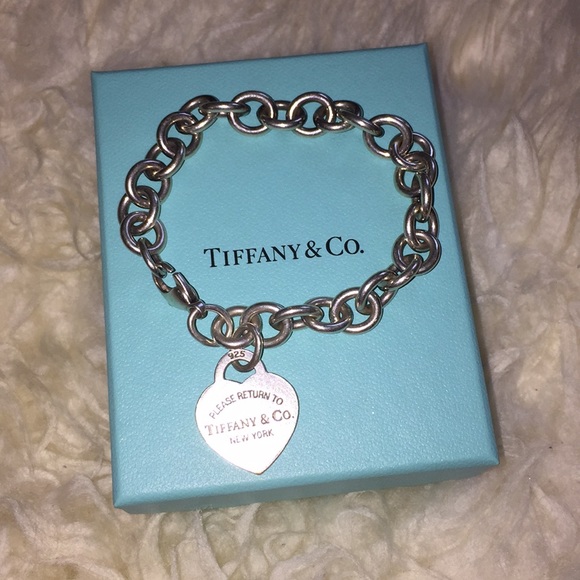 TIFFANY & CO.
925
PLEASE RETURN TO
TIFFANY & CO.
NEW YORK